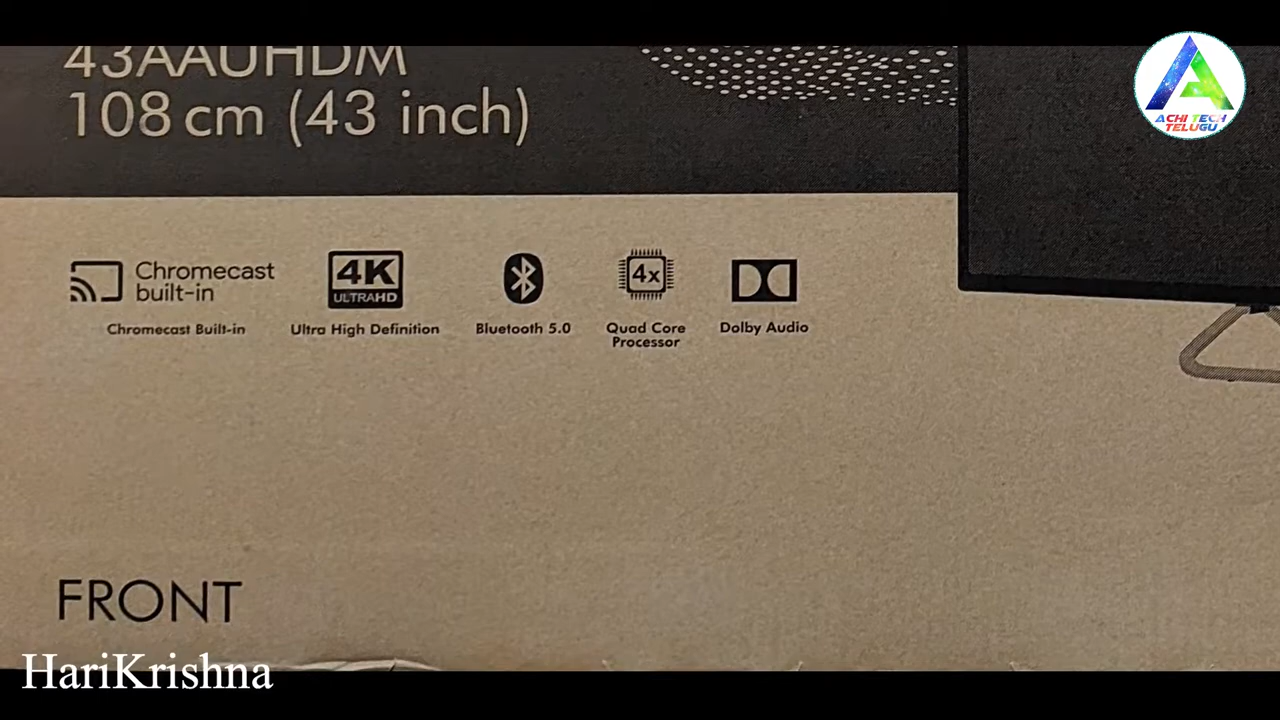 43AAUHDM
108 cm (43 inch)
ACHI TECH
TELUGU
Chromecast
built-in
Chromecast Built-in
4K
ULTRAHD
Ultra High Definition
Bluetooth 5.0
4x
Quad Core
Processor
Dolby Audio
FRONT
HariKrishna